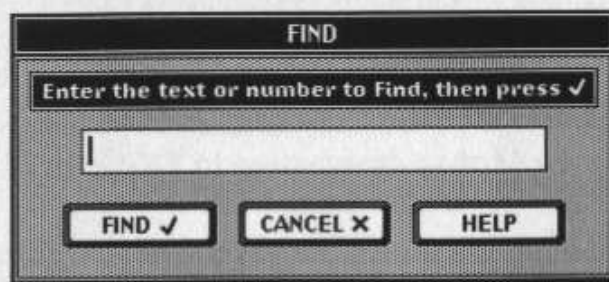 FIND
Enter the text or number to Find, then press ✓
FIND ✓ CANCEL ✗ HELP